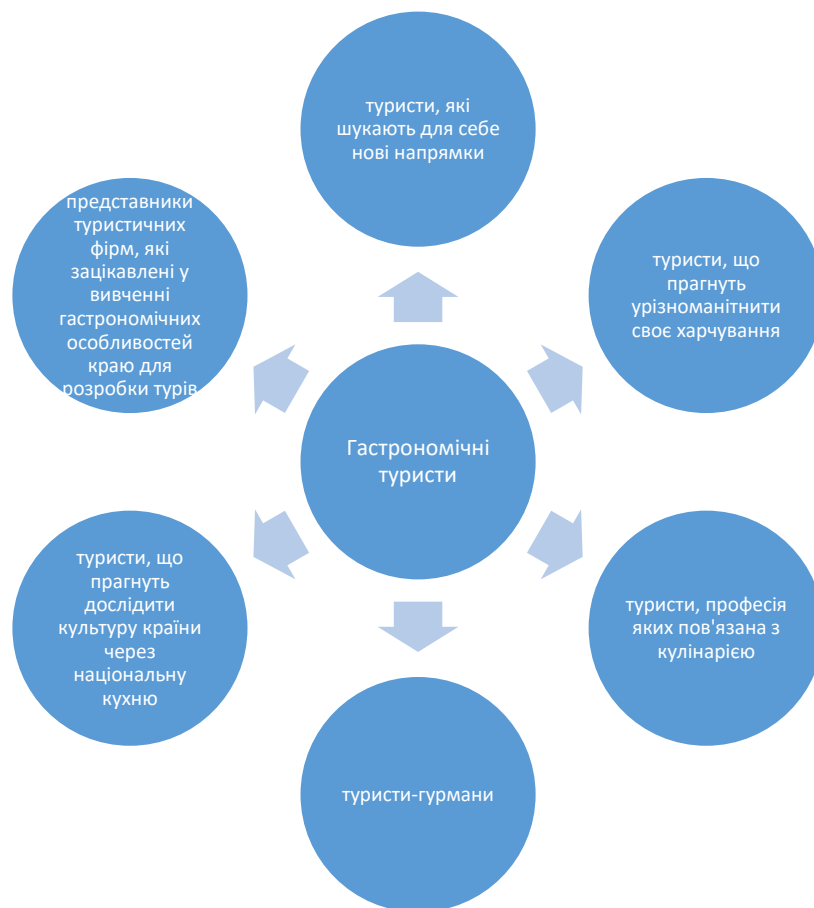 туристи, які
шукають для себе
нові напрямки
представники
туристичних
фірм, які
зацікавлені у
вивченні
гастрономічних
особливостей
краю для
розробки турів
туристи, що
прагнуть
урізноманітнити
своє харчування
Гастрономічні
туристи
туристи, що
прагнуть
дослідити
культуру країни
через
національну
кухню
туристи, професія
яких пов'язана з
кулінарією
туристи-гурмани